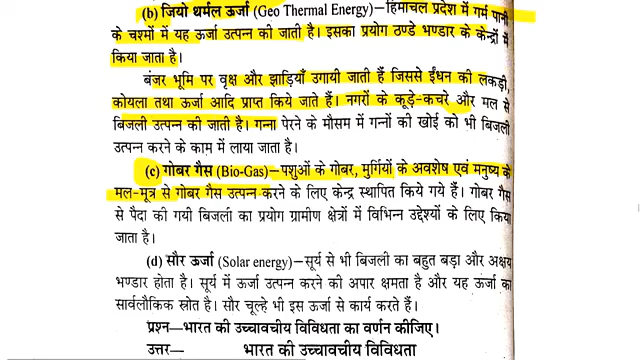 (b) जियो थर्मल ऊर्जा (Geo Thermal Energy)–हिमाचल प्रदेश में गर्म पानी
के चश्मों में यह ऊर्जा उत्पन्न की जाती है। इसका प्रयोग ठण्डे भण्डार के केन्द्रों में
किया जाता है।
बंजर भूमि पर वृक्ष और झाड़ियाँ उगायी जाती हैं जिससे ईंधन की लकड़ी,
कोयला तथा ऊर्जा आदि प्राप्त किये जाते हैं। नगरों के कूड़े-कचरे और मल से
बिजली उत्पन्न की जाती है। गन्ना पेरने के मौसम में गन्नों की खोई को भी बिजली
उत्पन्न करने के काम में लाया जाता है।
(c) गोबर गैस (Bio-Gas)–पशुओं के गोबर, मुर्गियों के अवशेष एवं मनुष्य के
मल-मूत्र से गोबर गैस उत्पन्न करने के लिए केन्द्र स्थापित किये गये हैं। गोबर गैस
से पैदा की गयी बिजली का प्रयोग ग्रामीण क्षेत्रों में विभिन्न उद्देश्यों के लिए किया
जाता है।
(d) सौर ऊर्जा (Solar energy)–सूर्य से भी बिजली का बहुत बड़ा और अक्षय
भण्डार होता है। सूर्य में ऊर्जा उत्पन्न करने की अपार क्षमता है और यह ऊर्जा का
सार्वलौकिक स्रोत है। सौर चूल्हे भी इस ऊर्जा से कार्य करते हैं।
प्रश्न–भारत की उच्चावचीय विविधता का वर्णन कीजिए।
उत्तर– भारत की उच्चावचीय विविधता